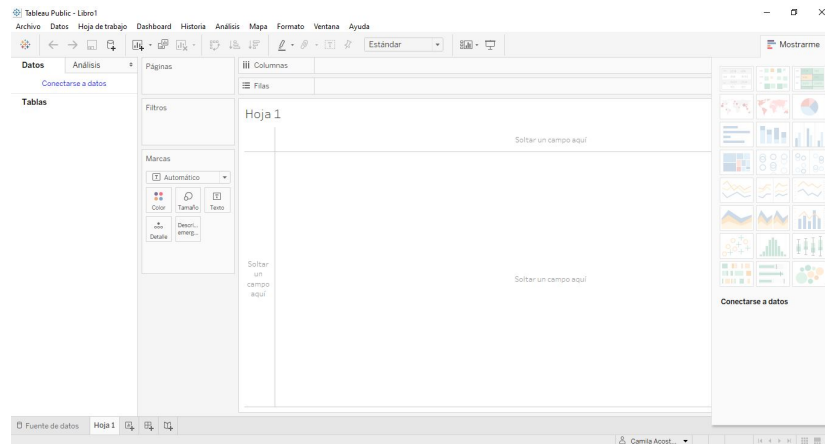 Tableau Public - Libro1
Archivo Datos Hoja de trabajo Dashboard Historia Análisis Mapa Formato Ventana Ayuda
Estándar
Mostrarme
Datos Análisis
Conectarse a datos
Tablas
Páginas
Filtros
Marcas
Automático
Color Tamaño Texto
Detalle Descri... emerg...
Columnas
Filas
Hoja 1
Soltar un campo aquí
Soltar
un
campo
aquí
Soltar un campo aquí
Conectarse a datos
Fuente de datos Hoja 1
Camila Acost...